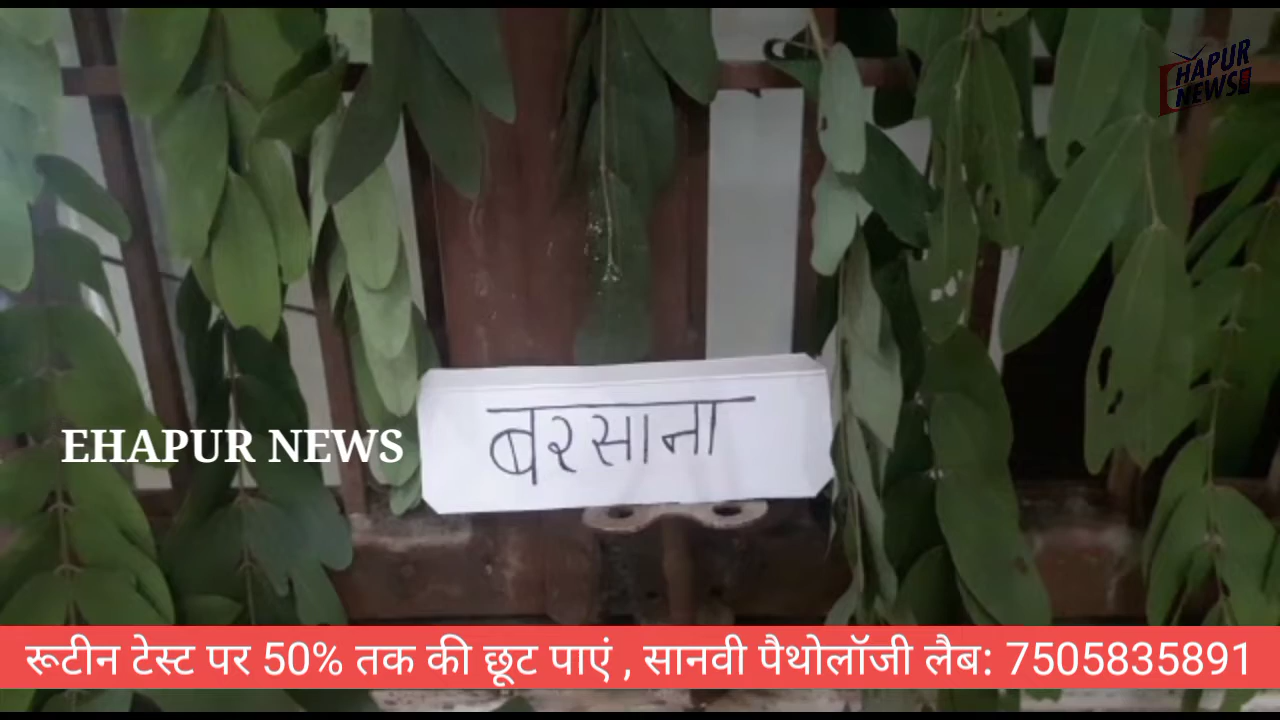 HAPUR
NEWS
बरसाना
EHAPUR NEWS
रूटीन टेस्ट पर 50% तक की छूट पाएं , सानवी पैथोलॉजी लैब: 7505835891